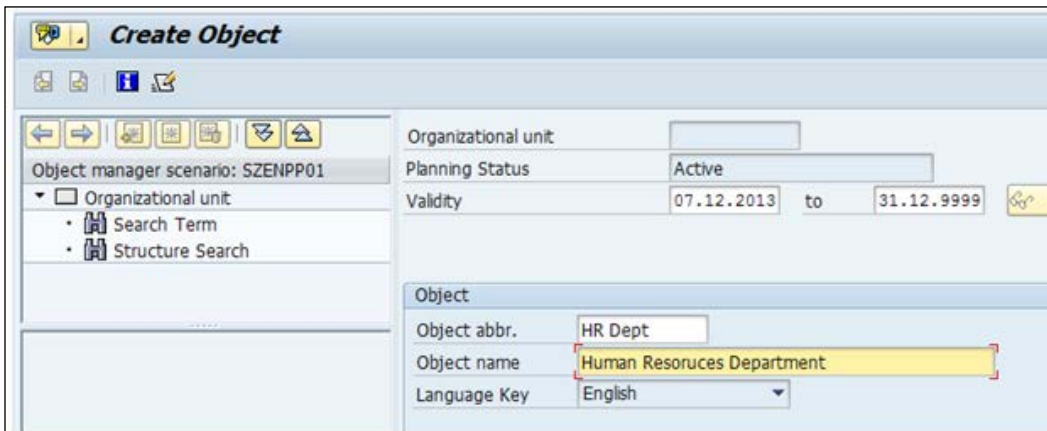 Create Object
Object manager scenario: SZENPP01
Organizational unit
Search Term
Structure Search
Organizational unit
Planning Status Active
Validity 07.12.2013 to 31.12.9999
Object
Object abbr. HR Dept
Object name Human Resoruces Department
Language Key English